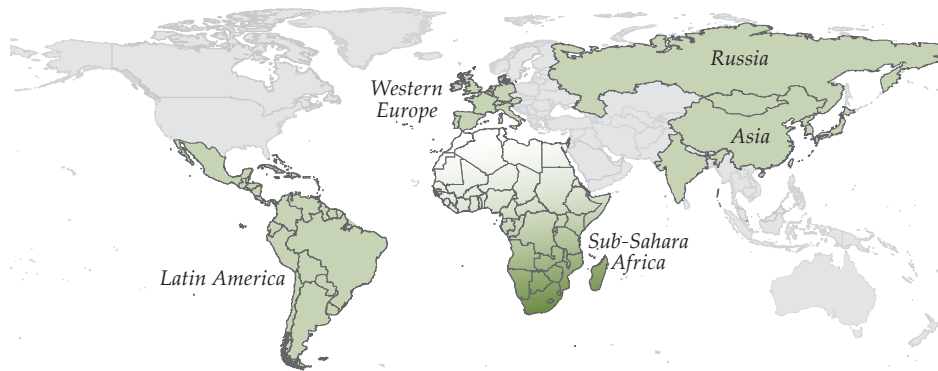 Russia
Western
Europe
Asia
Sub-Sahara
Africa
Latin America